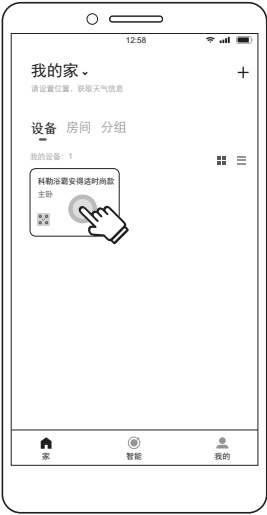 12:58
我的家
请设置位置，获取天气信息
设备 房间 分组
我的设备：1
科勒浴霸安得适时尚款
主卧
家 智能 我的